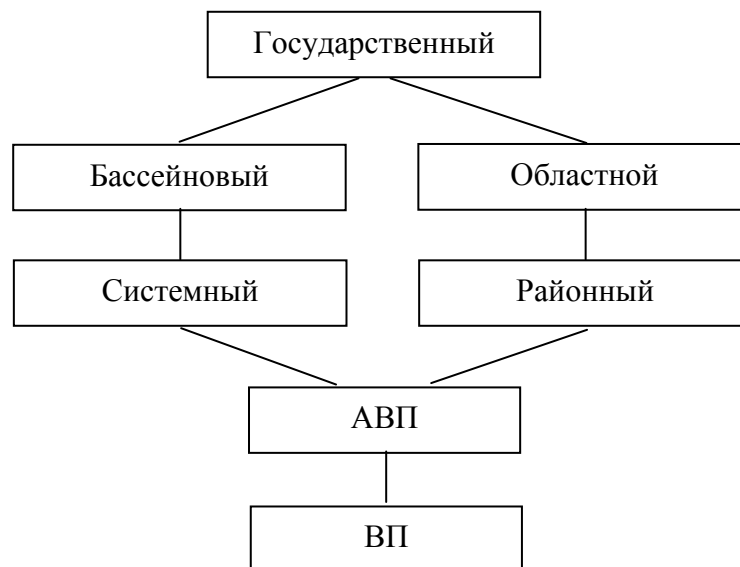 Государственный
Бассейновый
Областной
Системный
Районный
АВП
ВП